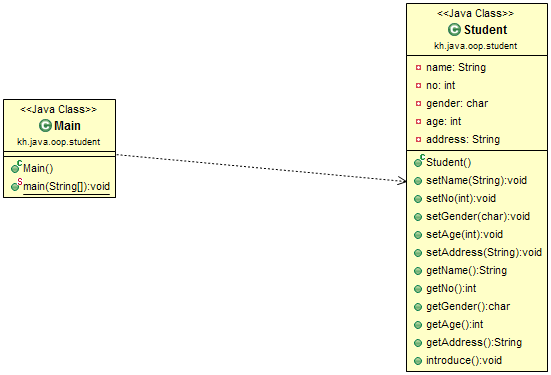 <<Java Class>>
Main
kh.java.oop.student
Main()
main(String[]):void
<<Java Class>>
Student
kh.java.oop.student
name: String
no: int
gender: char
age: int
address: String
Student()
setName(String):void
setNo(int):void
setGender(char):void
setAge(int):void
setAddress(String):void
getName():String
getNo():int
getGender():char
getAge():int
getAddress():String
introduce():void